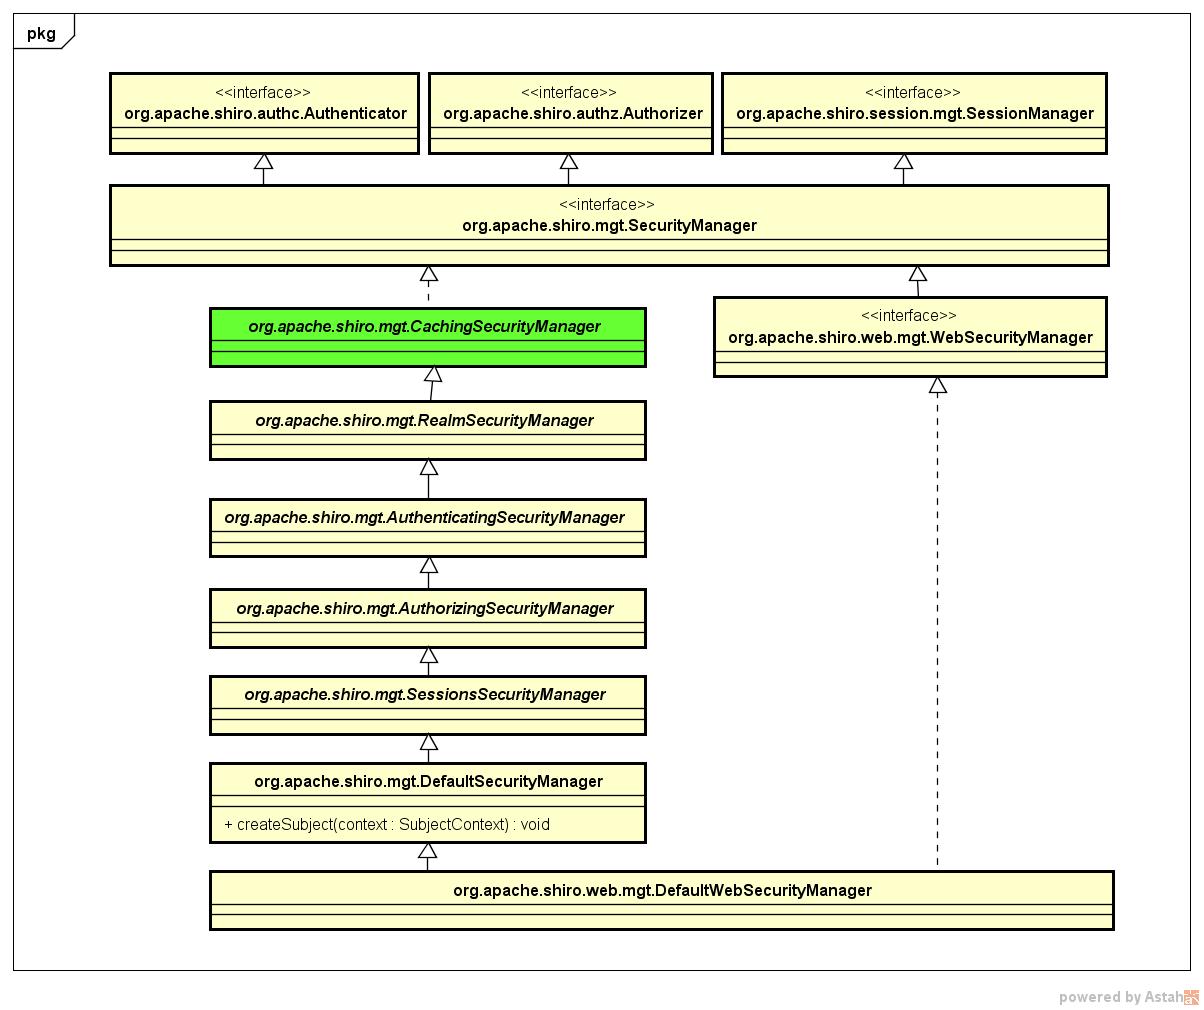 pkg
<<interface>>
org.apache.shiro.authc.Authenticator
<<interface>>
org.apache.shiro.authz.Authorizer
<<interface>>
org.apache.shiro.session.mgt.SessionManager
<<interface>>
org.apache.shiro.mgt.SecurityManager
org.apache.shiro.mgt.CachingSecurityManager
<<interface>>
org.apache.shiro.web.mgt.WebSecurityManager
org.apache.shiro.mgt.RealmSecurityManager
org.apache.shiro.mgt.AuthenticatingSecurityManager
org.apache.shiro.mgt.AuthorizingSecurityManager
org.apache.shiro.mgt.SessionsSecurityManager
org.apache.shiro.mgt.DefaultSecurityManager
+ createSubject(context : SubjectContext) : void
org.apache.shiro.web.mgt.DefaultWebSecurityManager
powered by Astah